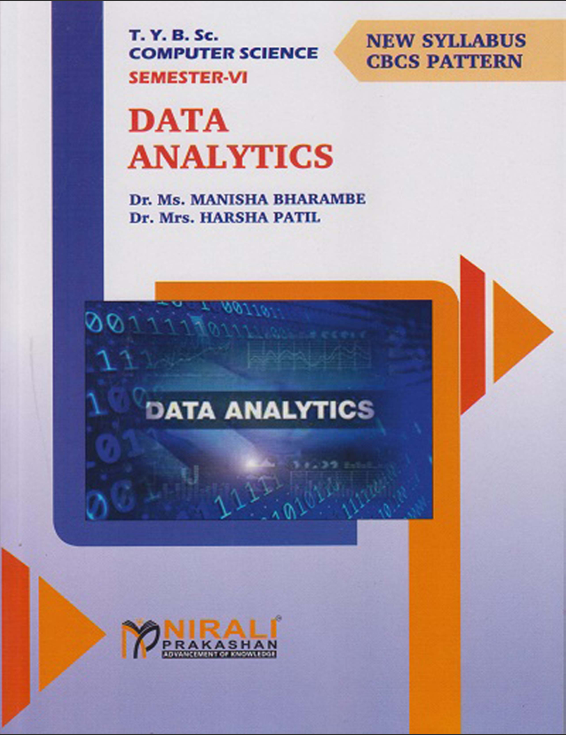 T. Y. B. Sc.
COMPUTER SCIENCE
SEMESTER-VI
NEW SYLLABUS
CBCS PATTERN
DATA
ANALYTICS
Dr. Ms. MANISHA BHARAMBE
Dr. Mrs. HARSHA PATIL
DATA ANALYTICS
NIRALI
PRAKASHAN
ADVANCEMENT OF KNOWLEDGE